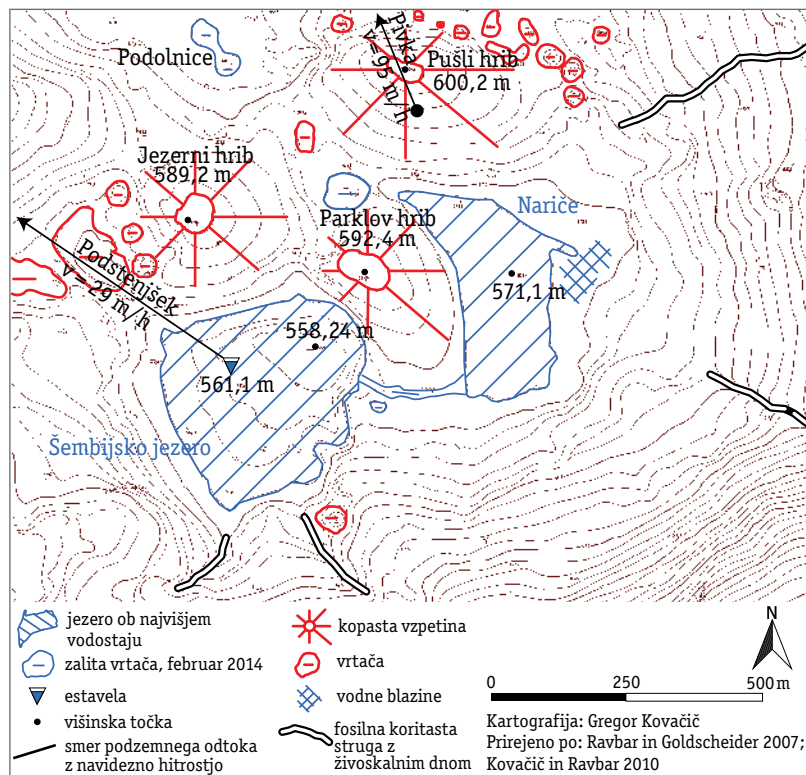 Podolnice
Pivka
v = 95 m/h
Pušli hrib
600,2 m
Jezerni hrib
589,2 m
Parklov hrib
592,4 m
Nariče
571,1 m
Podstenjšek
v = 29 m/h
558,24 m
561,1 m
Šembijsko jezero
jezero ob najvišjem
vodostaju
zalita vrtača, februar 2014
estavela
višinska točka
smer podzemnega odtoka
z navidezno hitrostjo
kopasta vzpetina
vrtača
vodne blazine
fosilna koritasta
struga z
živoskalnim dnom
N
0 250 500 m
Kartografija: Gregor Kovačič
Prirejeno po: Ravbar in Goldscheider 2007;
Kovačič in Ravbar 2010